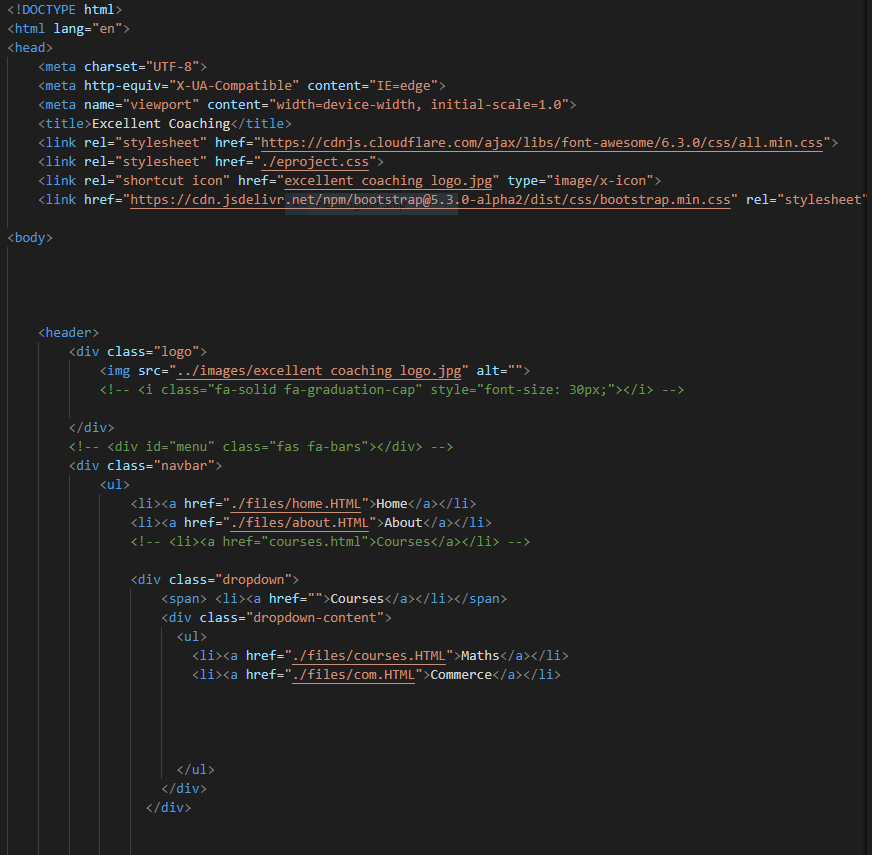 <!DOCTYPE html>
<html lang="en">
<head>
<meta charset="UTF-8">
<meta http-equiv="X-UA-Compatible" content="IE=edge">
<meta name="viewport" content="width=device-width, initial-scale=1.0">
<title>Excellent Coaching</title>
<link rel="stylesheet" href="https://cdnjs.cloudflare.com/ajax/libs/font-awesome/6.3.0/css/all.min.css">
<link rel="stylesheet" href="./eproject.css">
<link rel="shortcut icon" href="excellent coaching logo.jpg" type="image/x-icon">
<link href="https://cdn.jsdelivr.net/npm/bootstrap@5.3.0-alpha2/dist/css/bootstrap.min.css" rel="stylesheet"
<body>
<header>
<div class="logo">
<img src="../images/excellent coaching logo.jpg" alt="">
<!-- <i class="fa-solid fa-graduation-cap" style="font-size: 30px;"></i> -->
</div>
<!-- <div id="menu" class="fas fa-bars"></div> -->
<div class="navbar">
<ul>
<li><a href="./files/home.HTML">Home</a></li>
<li><a href="./files/about.HTML">About</a></li>
<!-- <li><a href="courses.html">Courses</a></li> -->
<div class="dropdown">
<span> <li><a href="">Courses</a></li></span>
<div class="dropdown-content">
<ul>
<li><a href="./files/courses.HTML">Maths</a></li>
<li><a href="./files/com.HTML">Commerce</a></li>
</ul>
</div>
</div>